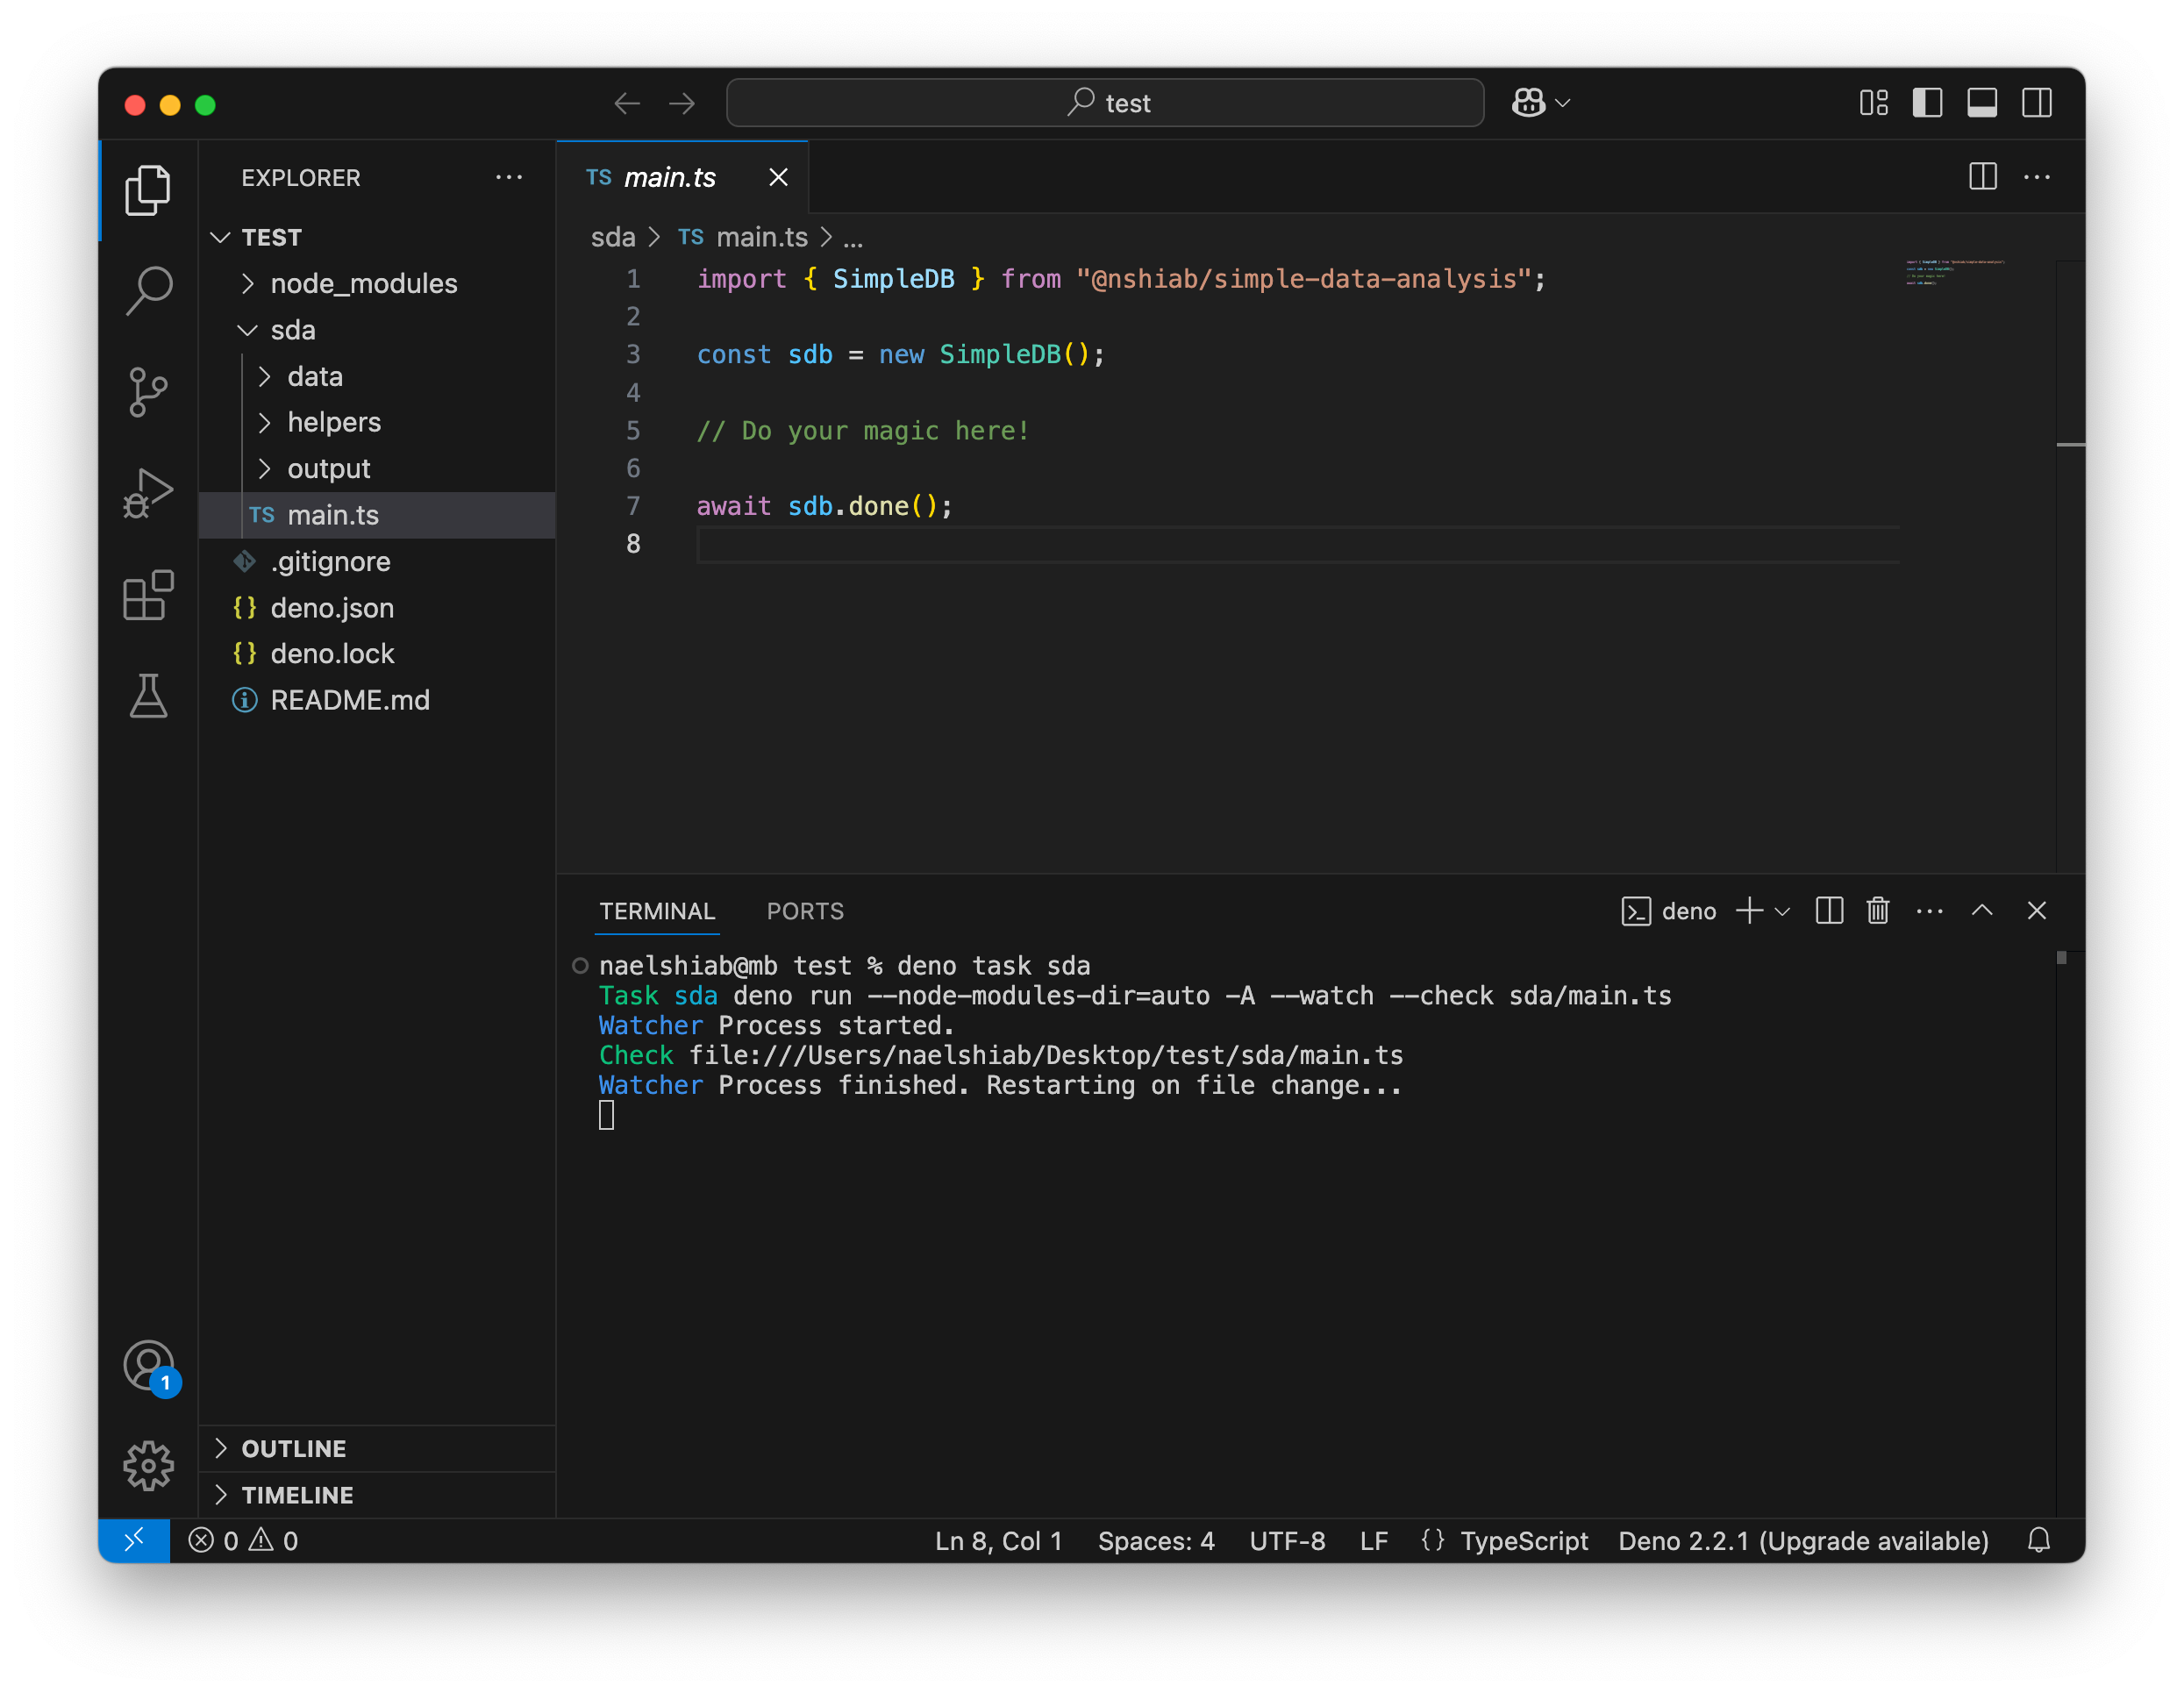 test
EXPLORER
TEST
node_modules
sda
data
helpers
output
TS main.ts
.gitignore
{} deno.json
{} deno.lock
README.md
OUTLINE
TIMELINE
1
TS main.ts
sda > TS main.ts > ...
1 import { SimpleDB } from "@nshiab/simple-data-analysis";
2
3 const sdb = new SimpleDB();
4
5 // Do your magic here!
6
7 await sdb.done();
8
TERMINAL PORTS
deno
naelshiab@mb test % deno task sda
Task sda deno run --node-modules-dir=auto -A --watch --check sda/main.ts
Watcher Process started.
Check file:///Users/naelshiab/Desktop/test/sda/main.ts
Watcher Process finished. Restarting on file change...
0 0
Ln 8, Col 1 Spaces: 4 UTF-8 LF {} TypeScript Deno 2.2.1 (Upgrade available)